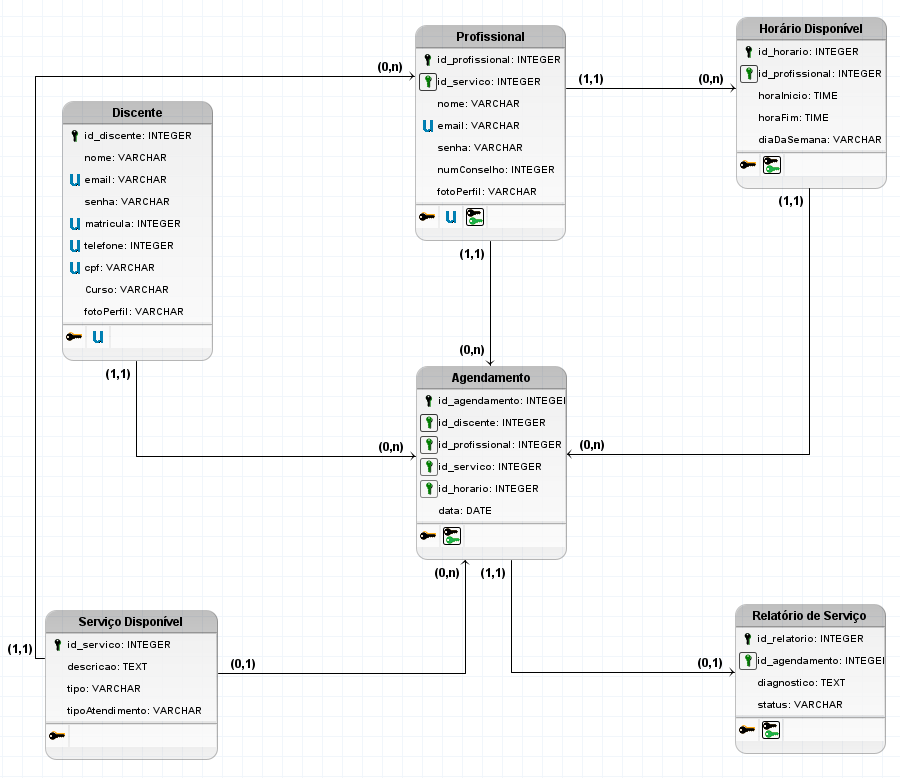 Profissional
id_profissional: INTEGER
id_servico: INTEGER
nome: VARCHAR
u email: VARCHAR
senha: VARCHAR
numConselho: INTEGER
fotoPerfil: VARCHAR
u
Horário Disponível
id_horario: INTEGER
id_profissional: INTEGER
horaInicio: TIME
horaFim: TIME
diaDaSemana: VARCHAR
(0,n)
(1,1)
(0,n)
Discente
id_discente: INTEGER
nome: VARCHAR
u email: VARCHAR
senha: VARCHAR
u matricula: INTEGER
u telefone: INTEGER
u cpf: VARCHAR
Curso: VARCHAR
fotoPerfil: VARCHAR
u
(1,1)
(1,1)
(0,n)
(1,1)
(0,n)
(0,n)
Agendamento
id_agendamento: INTEGEI
id_discente: INTEGER
id_profissional: INTEGER
id_servico: INTEGER
id_horario: INTEGER
data: DATE
(0,n)
(1,1)
Serviço Disponível
id_servico: INTEGER
descricao: TEXT
tipo: VARCHAR
tipoAtendimento: VARCHAR
(1,1)
(0,1)
(0,1)
Relatório de Serviço
id_relatorio: INTEGER
id_agendamento: INTEGEI
diagnostico: TEXT
status: VARCHAR